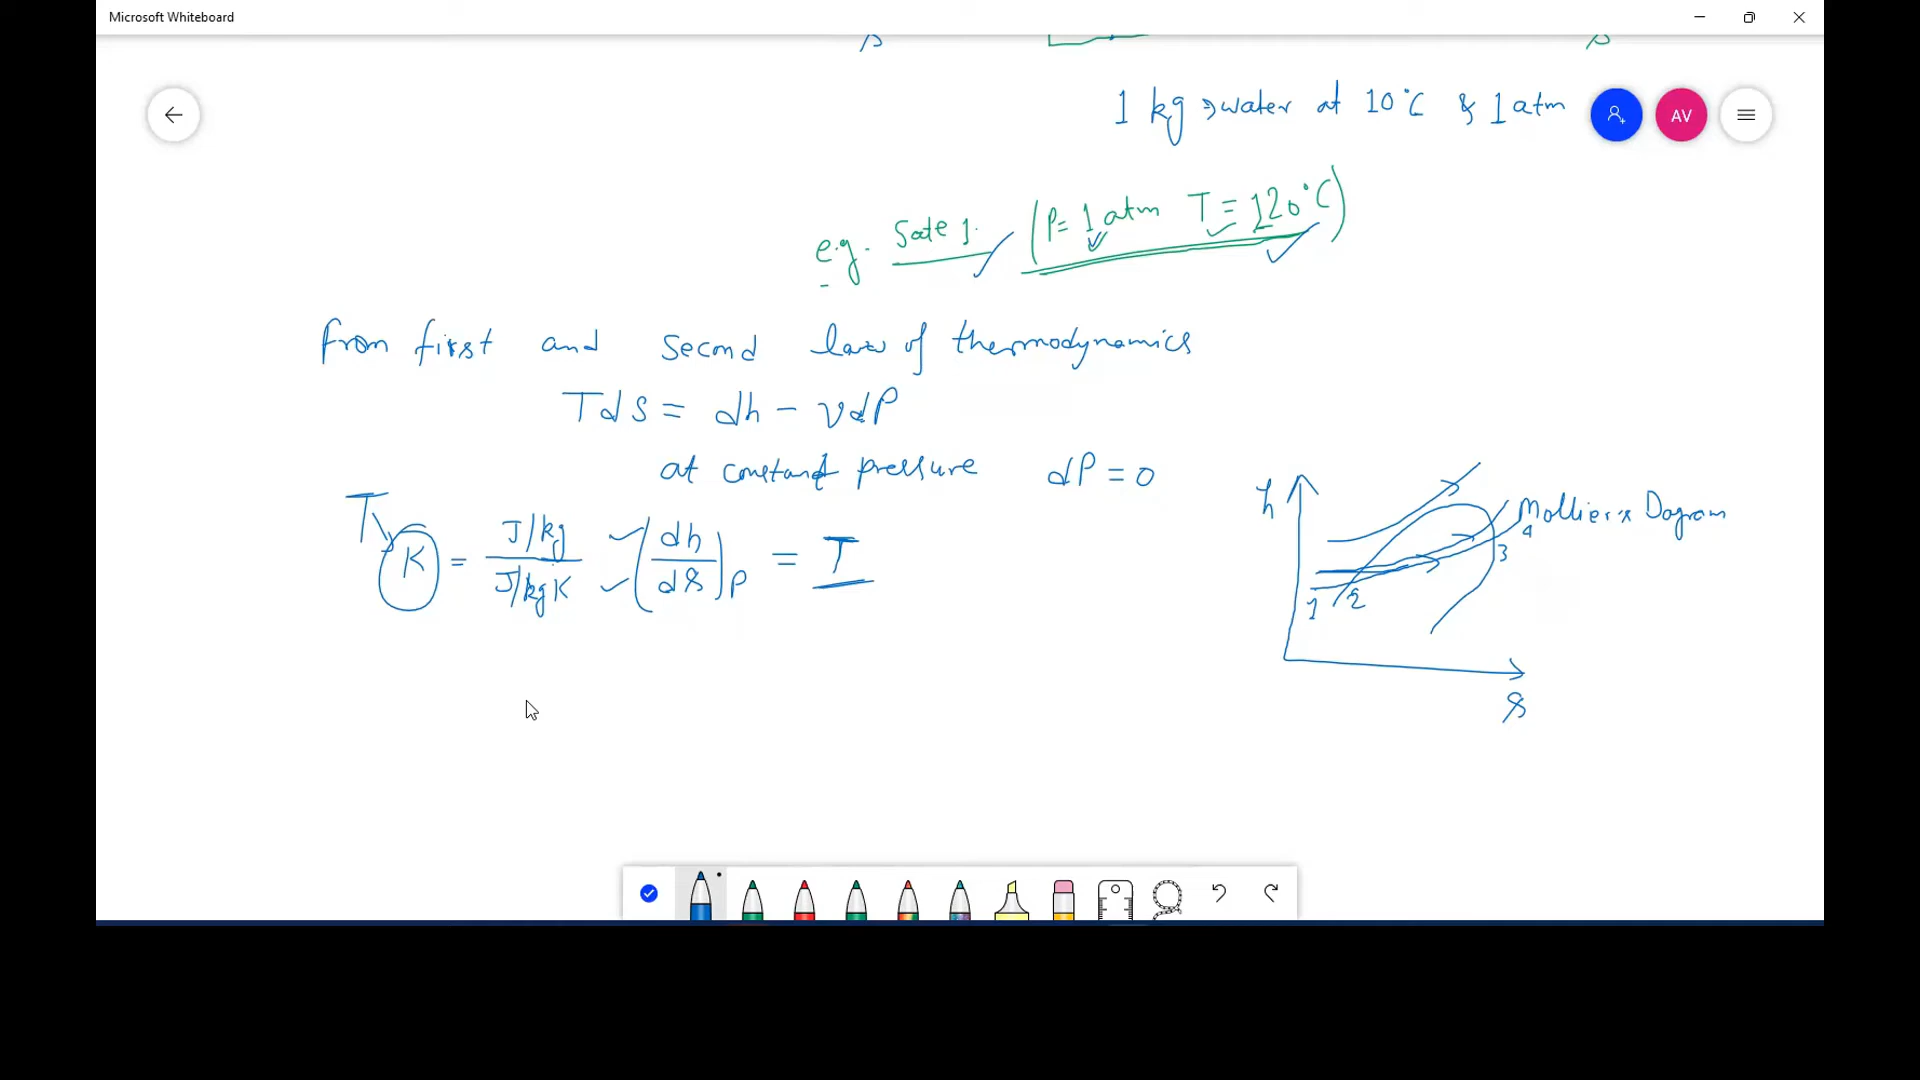 Microsoft Whiteboard
1 kg water at 10°C & 1 atm
AV
e.g. Sate 1. (P= 1 atm T = 120°C)
from first and second law of thermodynamics
Tds = dh - vdP
at constant pressure dP = 0
T
K = J/kg / J/kgK (dh/ds)P = T
h
Mollier's Dagram
4
3
1 2
s